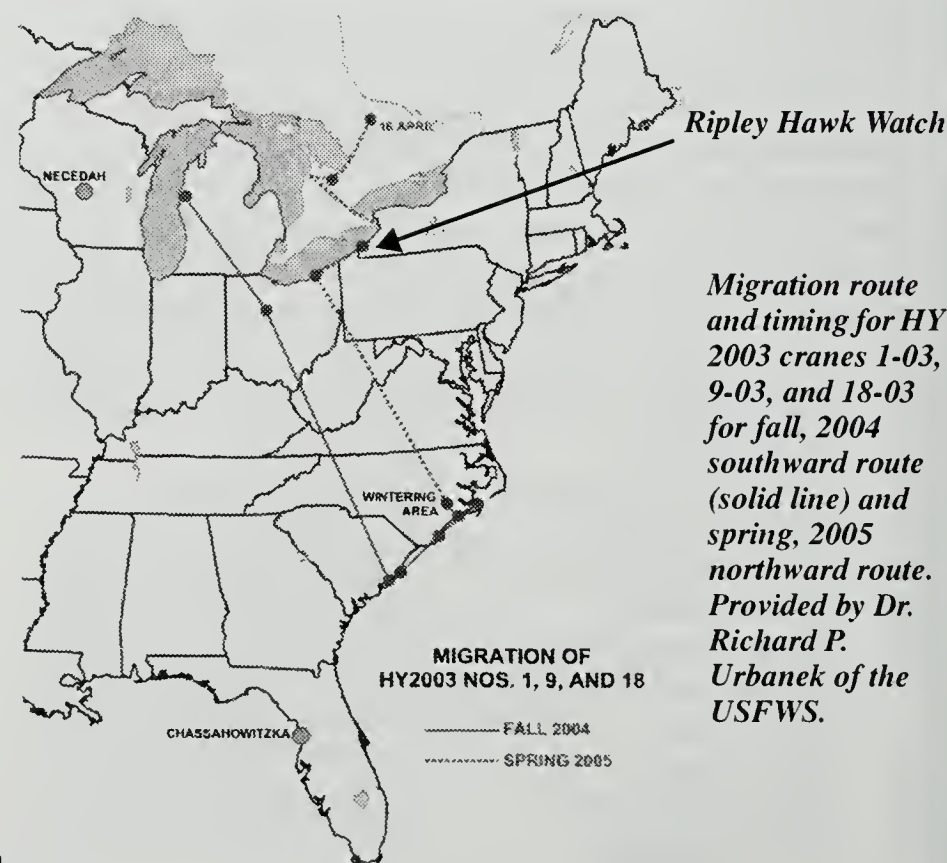 16 APRIL
Ripley Hawk Watch
NECEDAH
Migration route
and timing for HY
2003 cranes 1-03,
9-03, and 18-03
for fall, 2004
southward route
(solid line) and
spring, 2005
northward route.
Provided by Dr.
Richard P.
Urbanek of the
USFWS.
WINTERING
AREA
MIGRATION OF
HY2003 NOS. 1, 9, AND 18
CHASSAHOWITZKA
FALL 2004
SPRING 2005